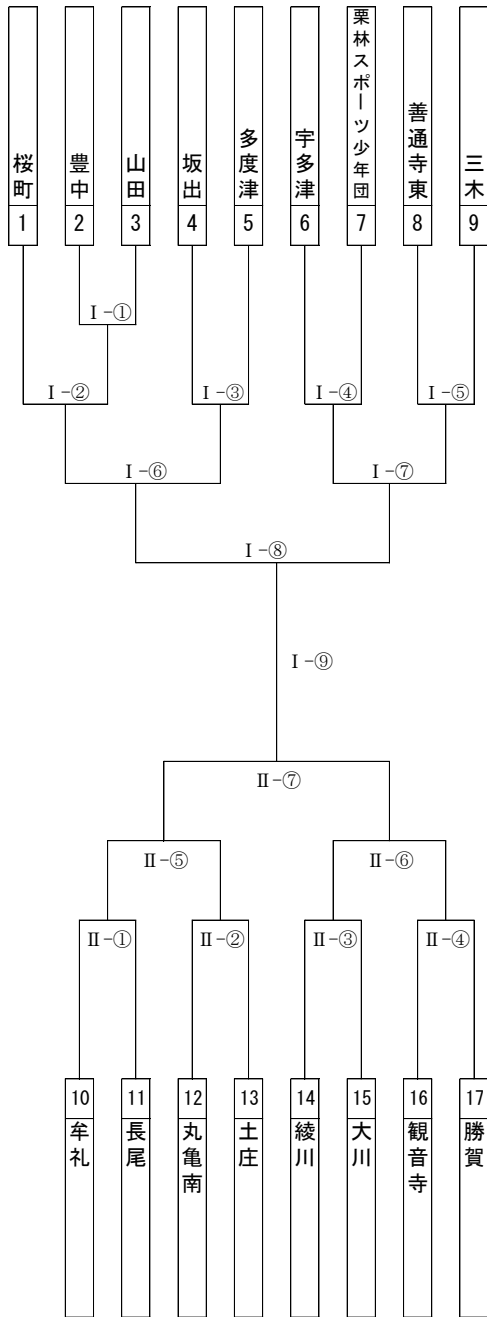 桜町
豊中
山田
坂出
多度津
宇多津
栗林スポーツ少年団
善通寺東
三木
1
2
3
4
5
6
7
8
9
Ⅰ-①
Ⅰ-②
Ⅰ-③
Ⅰ-④
Ⅰ-⑤
Ⅰ-⑥
Ⅰ-⑦
Ⅰ-⑧
Ⅰ-⑨
Ⅱ-⑦
Ⅱ-⑤
Ⅱ-⑥
Ⅱ-①
Ⅱ-②
Ⅱ-③
Ⅱ-④
10
11
12
13
14
15
16
17
牟礼
長尾
丸亀南
土庄
綾川
大川
観音寺
勝賀